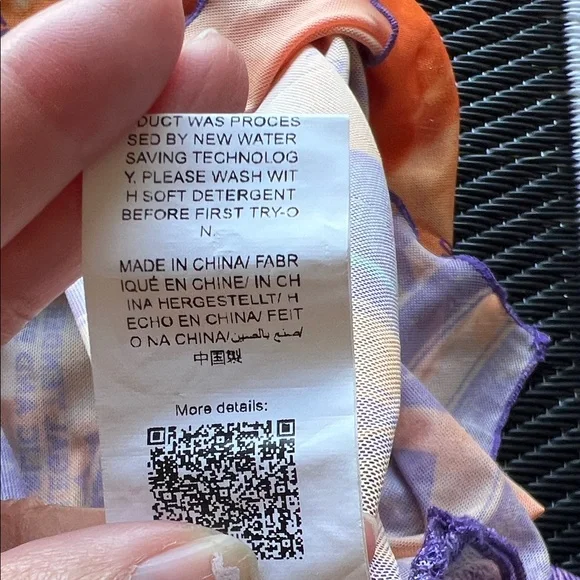 DUCT WAS PROCES
SED BY NEW WATER
SAVING TECHNOLOG
Y. PLEASE WASH WIT
H SOFT DETERGENT
BEFORE FIRST TRY-O
N.
MADE IN CHINA/ FABR
IQUÉ EN CHINE/ IN CH
INA HERGESTELLT/ H
ECHO EN CHINA/ FEIT
O NA CHINA/صنع بالصين/
中国製
More details: